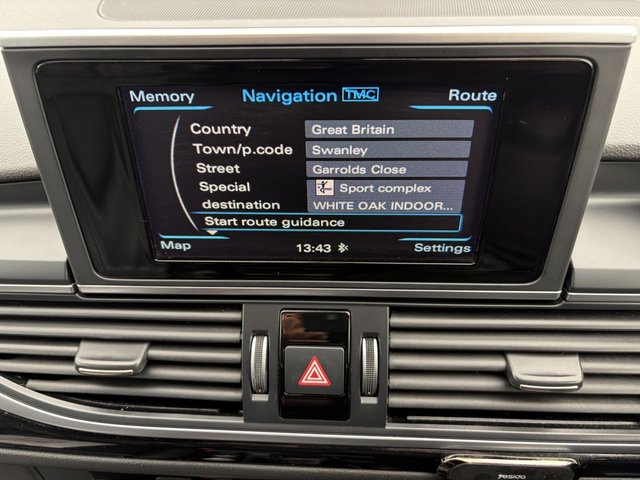 Memory Navigation TMC Route
Country Great Britain
Town/p.code Swanley
Street Garrolds Close
Special Sport complex
destination WHITE OAK INDOOR...
Start route guidance
Map 13:43 Settings
yesido